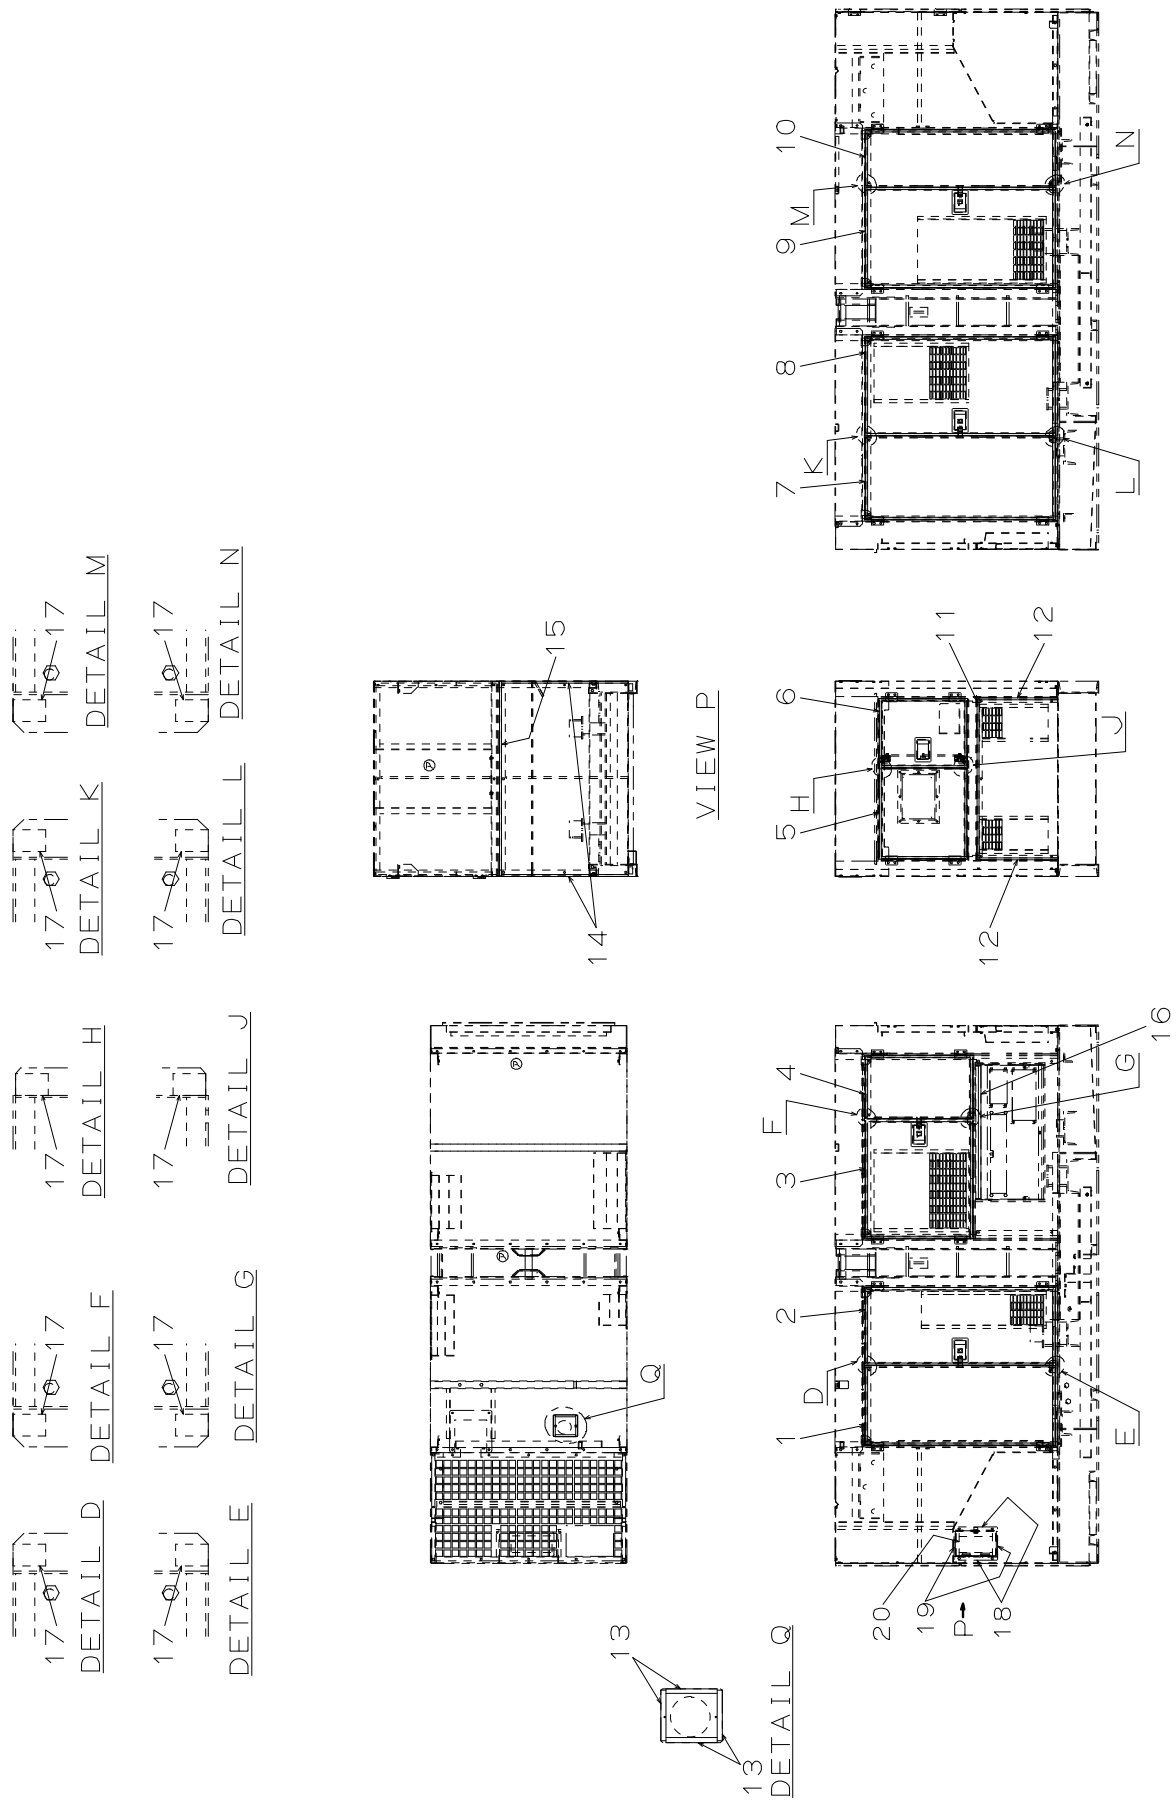 17
DETAIL D
17
DETAIL E
17
DETAIL F
17
DETAIL G
17
DETAIL H
17
DETAIL J
17
DETAIL K
17
DETAIL L
17
DETAIL M
17
DETAIL N
Q
14
15
VIEW P
13
13
DETAIL Q
20
19
P
18
1
D
2
E
3
F
4
G
16
5
H
6
11
12
12
J
7
K
8
L
9
M
10
N